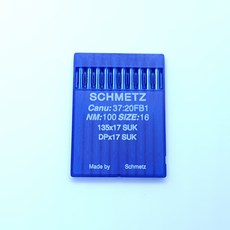 SCHMETZ
Canu: 37:20FB1
NM:100 SIZE:16
135x17 SUK
DPx17 SUK
Made by Schmetz